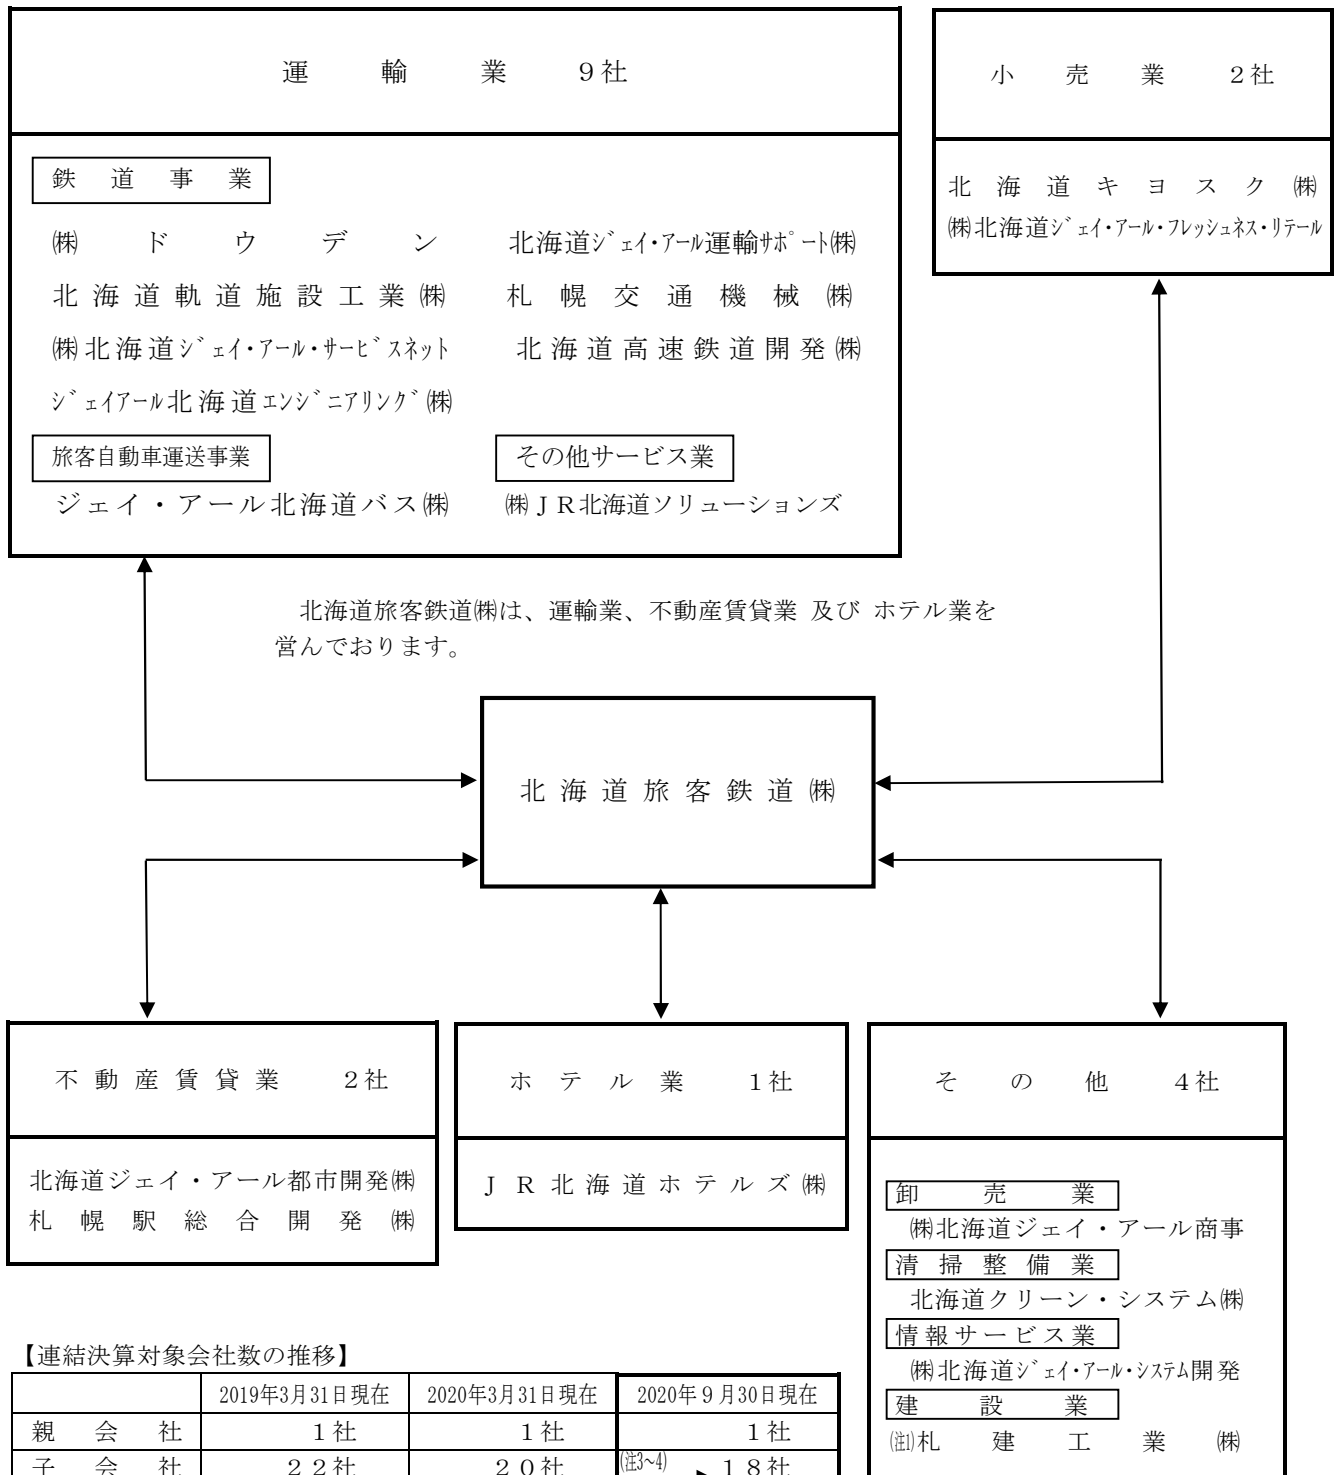 運輸業 9社
鉄道事業
㈱ドウデン 北海道ｼﾞｪｲ・ｱｰﾙ運輸ｻﾎﾟｰﾄ㈱
北海道軌道施設工業㈱ 札幌交通機械㈱
㈱北海道ｼﾞｪｲ・ｱｰﾙ・ｻｰﾋﾞｽﾈｯﾄ 北海道高速鉄道開発㈱
ｼﾞｪｲｱｰﾙ北海道ｴﾝｼﾞﾆｱﾘﾝｸﾞ㈱
旅客自動車運送事業 その他サービス業
ジェイ・アール北海道バス㈱ ㈱ＪＲ北海道ソリューションズ
小売業 2社
北海道キヨスク㈱
㈱北海道ｼﾞｪｲ・ｱｰﾙ・ﾌﾚｯｼｭﾈｽ・ﾘﾃｰﾙ
北海道旅客鉄道㈱は、運輸業、不動産賃貸業 及び ホテル業を
営んでおります。
北海道旅客鉄道㈱
不動産賃貸業 2社
北海道ジェイ・アール都市開発㈱
札幌駅総合開発㈱
ホテル業 1社
ＪＲ北海道ホテルズ㈱
その他 4社
卸売業
㈱北海道ジェイ・アール商事
清掃整備業
北海道クリーン・システム㈱
情報サービス業
㈱北海道ｼﾞｪｲ・ｱｰﾙ・ｼｽﾃﾑ開発
建設業
(注1)札建工業㈱
【連結決算対象会社数の推移】
2019年3月31日現在 2020年3月31日現在 2020年9月30日現在
親会社 1社 1社 1社
子会社 22社 20社 (注3~4) 18社